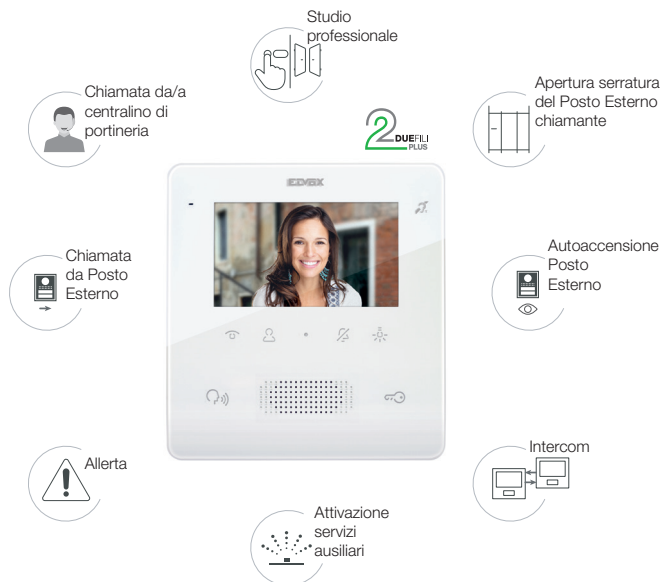 Studio
professionale
Chiamata da/a
centralino di
portineria
Apertura serratura
del Posto Esterno
chiamante
2 DUEFILI
PLUS
ELVOX
Chiamata
da Posto
Esterno
Autoaccensione
Posto
Esterno
Allerta
Intercom
Attivazione
servizi
ausiliari